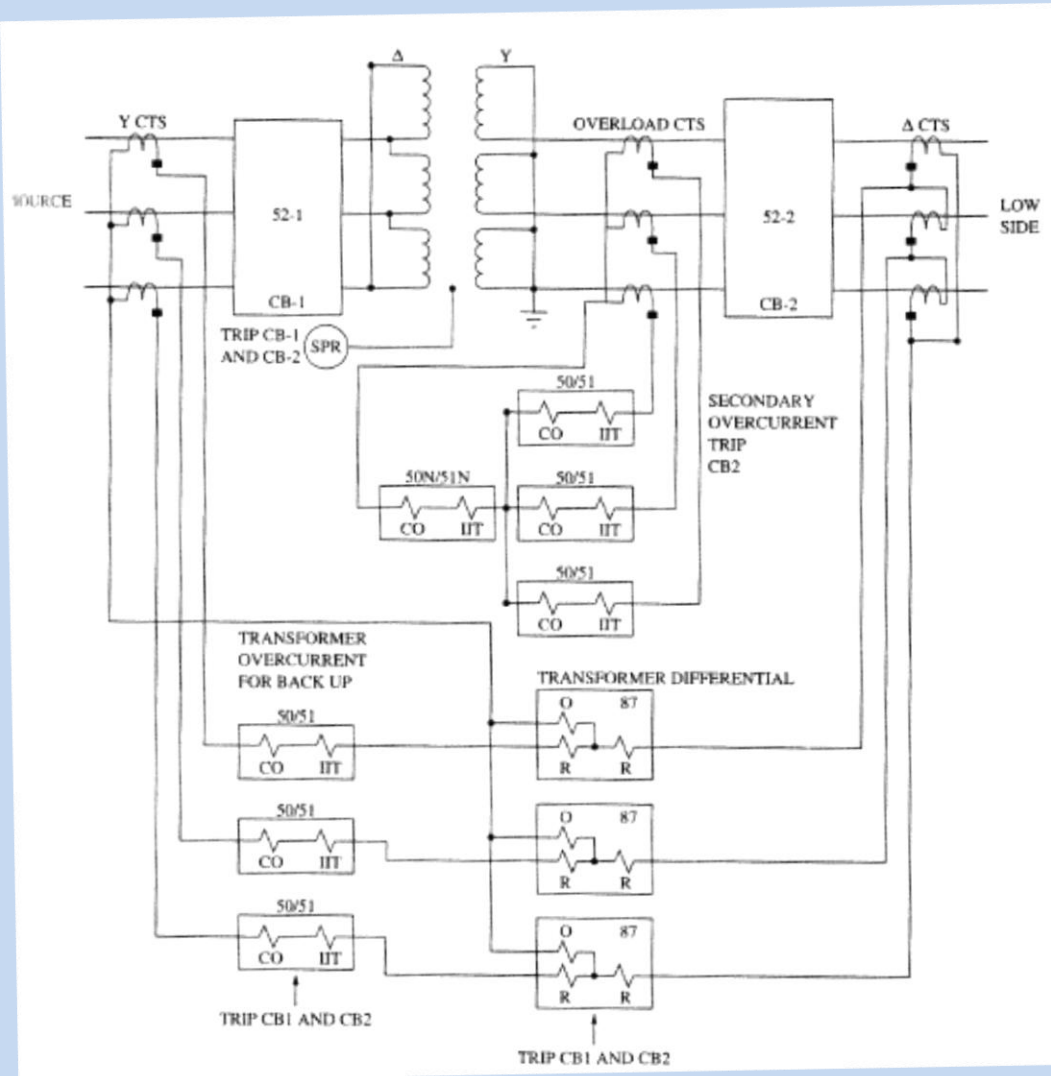 Δ
Y
Y CTS
OVERLOAD CTS
Δ CTS
SOURCE
52-1
52-2
LOW
SIDE
CB-1
CB-2
TRIP CB-1
AND CB-2
SPR
50/51
CO IIT
SECONDARY
OVERCURRENT
TRIP
CB2
50N/51N
CO IIT
50/51
CO IIT
50/51
CO IIT
TRANSFORMER
OVERCURRENT
FOR BACK UP
TRANSFORMER DIFFERENTIAL
50/51
CO IIT
O 87
R R
50/51
CO IIT
O 87
R R
50/51
CO IIT
O 87
R R
TRIP CB1 AND CB2
TRIP CB1 AND CB2